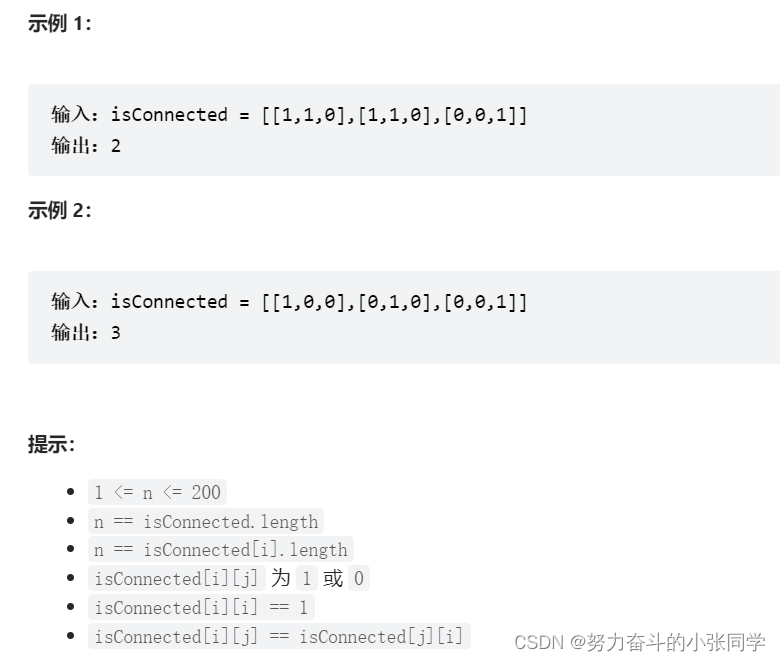 示例 1：
输入：isConnected = [[1,1,0],[1,1,0],[0,0,1]]
输出：2
示例 2：
输入：isConnected = [[1,0,0],[0,1,0],[0,0,1]]
输出：3
提示：
1 <= n <= 200
n == isConnected.length
n == isConnected[i].length
isConnected[i][j] 为 1 或 0
isConnected[i][i] == 1
isConnected[i][j] == isConnected[j][i]
CSDN @努力奋斗的小张同学